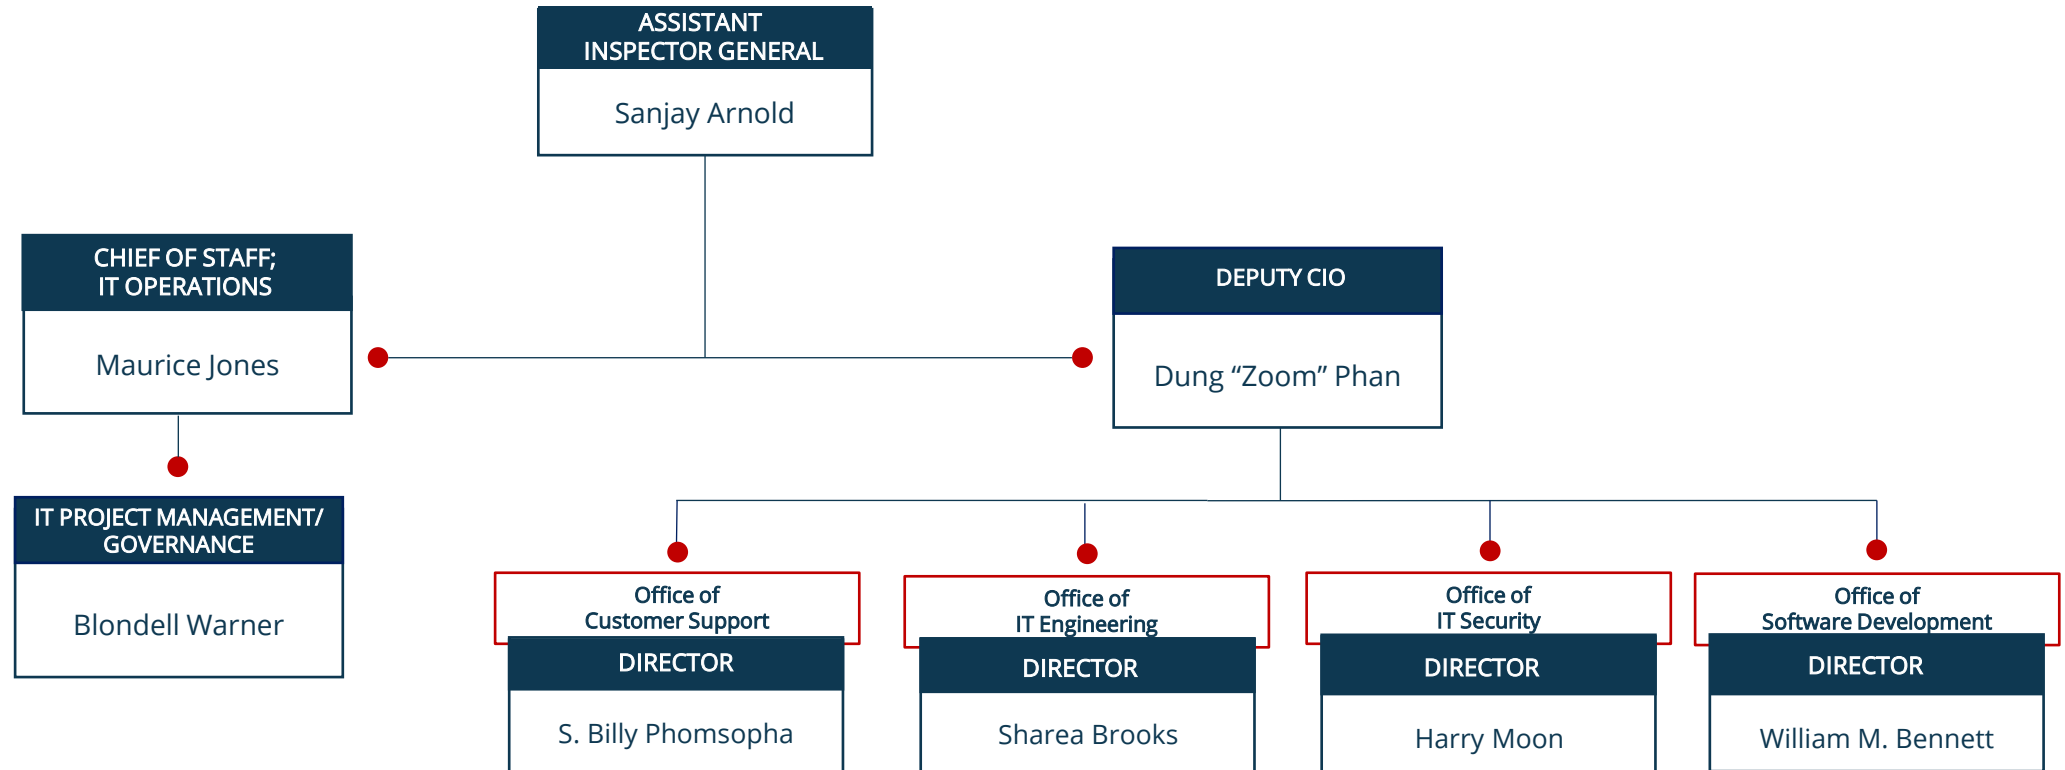 ASSISTANT
INSPECTOR GENERAL
Sanjay Arnold
CHIEF OF STAFF;
IT OPERATIONS
Maurice Jones
DEPUTY CIO
Dung “Zoom” Phan
IT PROJECT MANAGEMENT/
GOVERNANCE
Blondell Warner
Office of
Customer Support
DIRECTOR
S. Billy Phomsopha
Office of
IT Engineering
DIRECTOR
Sharea Brooks
Office of
IT Security
DIRECTOR
Harry Moon
Office of
Software Development
DIRECTOR
William M. Bennett